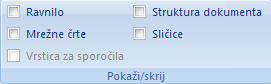 Ravnilo
Struktura dokumenta
Mrežne črte
Sličice
Vrstica za sporočila
Pokaži/skrij